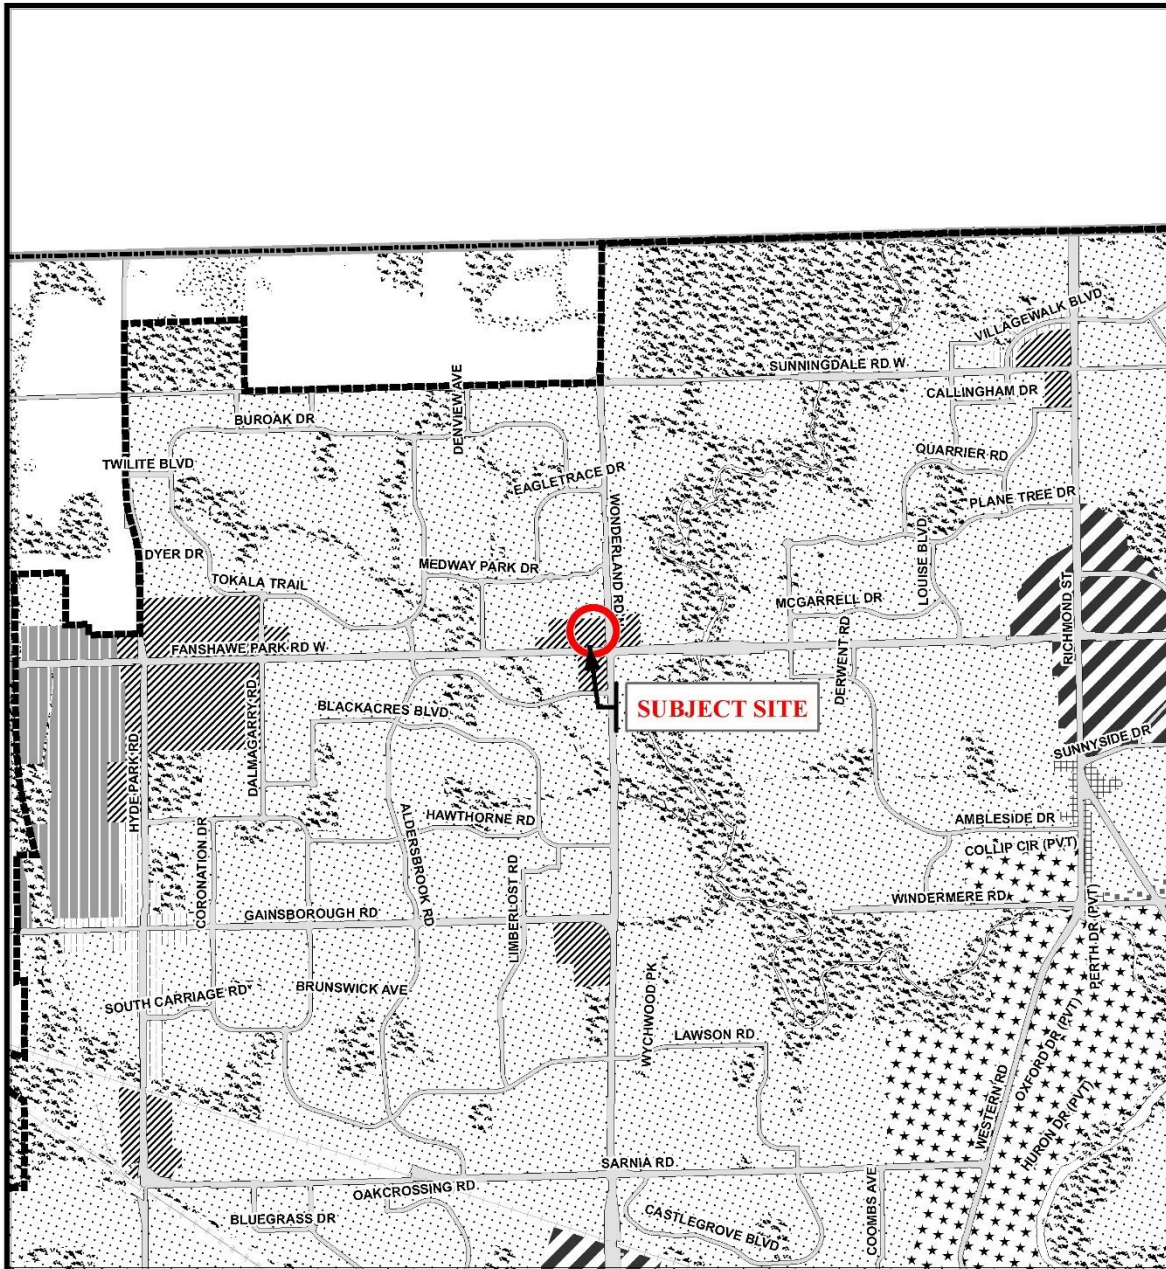 VILLAGEWALK BLVD
SUNNINGDALE RD W
DENVIEW AVE
CALLINGHAM DR
BUROAK DR
QUARRIER RD
TWILITE BLVD
EAGLETRACE DR
PLANE TREE DR
WONDERLAND RD
LOUISE BLVD
DYER DR
MEDWAY PARK DR
TOKALA TRAIL
MCGARRELL DR
RICHMOND ST
FANSHAWE PARK RD W
DERWENT RD
SUBJECT SITE
BLACKACRES BLVD
DALMAGARRY RD
SUNNYSIDE DR
HYDE PARK RD
HAWTHORNE RD
AMBLESIDE DR
ALDERSBROOK RD
COLLIP CIR (PVT)
CORONATION DR
LIMBERLOST RD
WINDERMERE RD
GAINSBOROUGH RD
PERTH DR (PVT)
BRUNSWICK AVE
SOUTH CARRIAGE RD
WYCHWOOD PK
LAWSON RD
OXFORD DR (PVT)
WESTERN RD
HURON DR (PVT)
SARNIA RD
OAKCROSSING RD
COOMBS AVE
BLUEGRASS DR
CASTLEGROVE BLVD